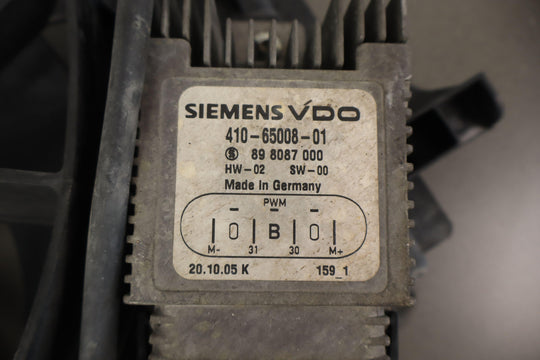 SIEMENS VDO
410-65008-01
S 89 8087 000
HW-02 SW-00
Made in Germany
PWM
0 B 0
M- 31 30 M+
20.10.05 K 159_1